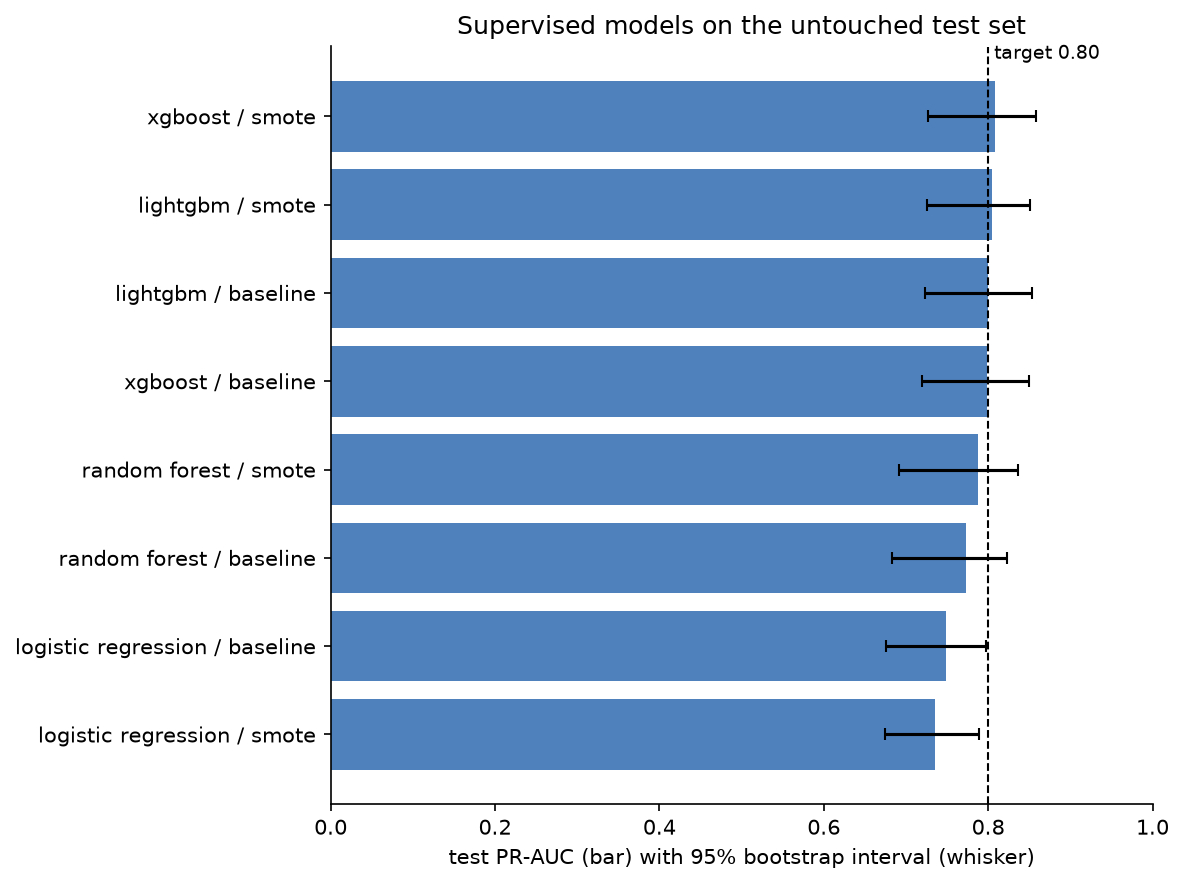 Supervised models on the untouched test set
target 0.80
xgboost / smote
lightgbm / smote
lightgbm / baseline
xgboost / baseline
random forest / smote
random forest / baseline
logistic regression / baseline
logistic regression / smote
0.0 0.2 0.4 0.6 0.8 1.0
test PR-AUC (bar) with 95% bootstrap interval (whisker)